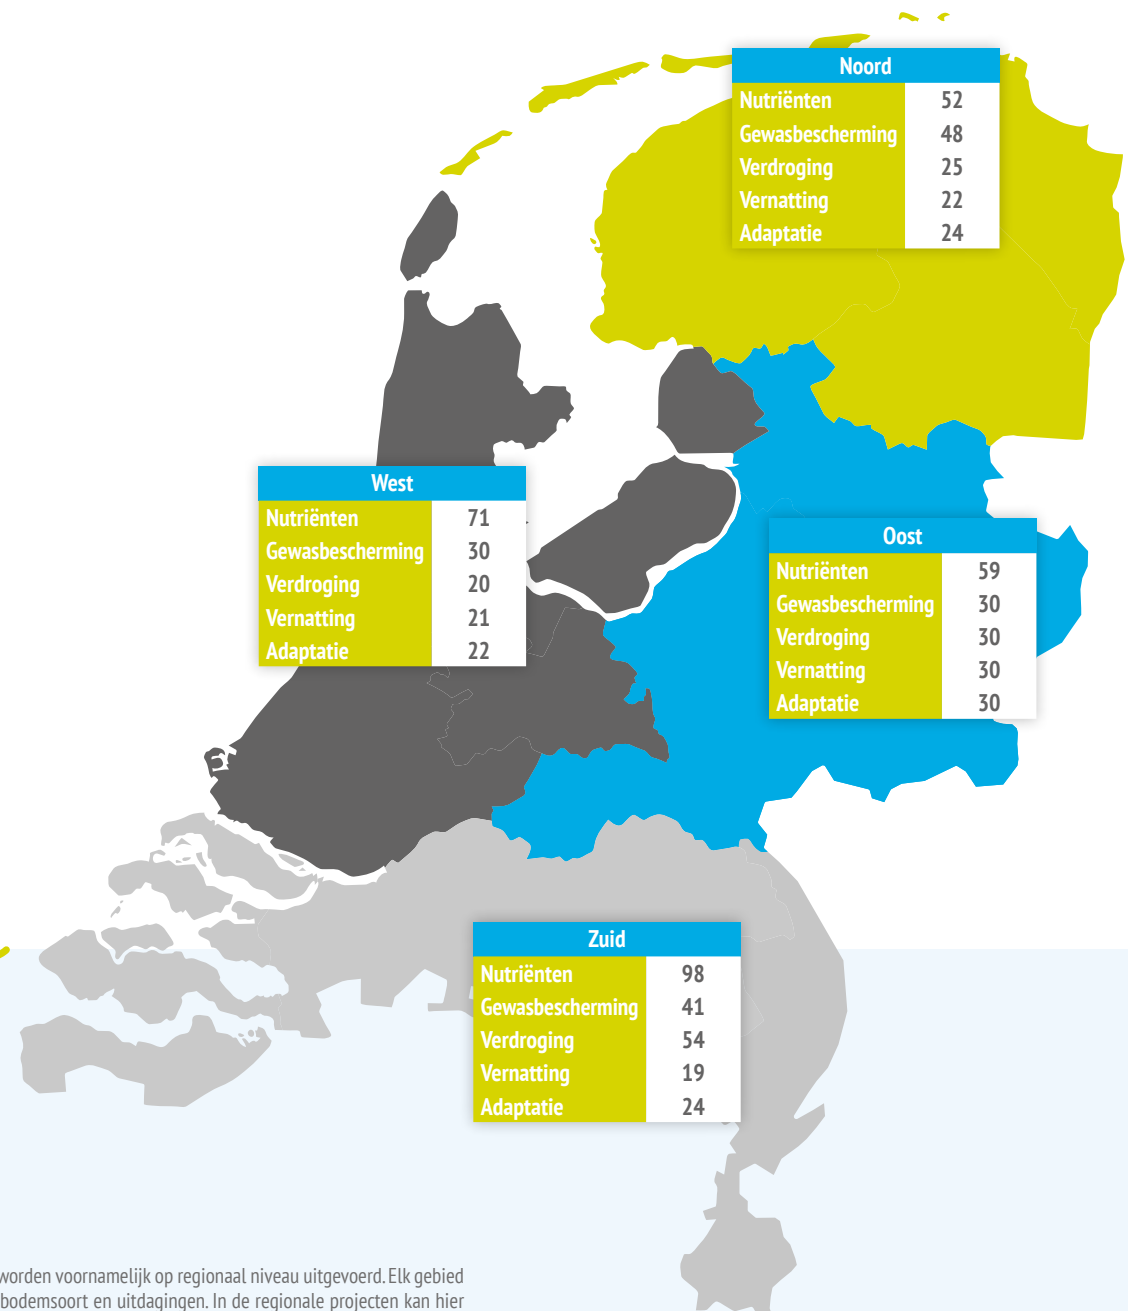 Noord
Nutriënten 52
Gewasbescherming 48
Verdroging 25
Vernatting 22
Adaptatie 24
West
Nutriënten 71
Gewasbescherming 30
Verdroging 20
Vernatting 21
Adaptatie 22
Oost
Nutriënten 59
Gewasbescherming 30
Verdroging 30
Vernatting 30
Adaptatie 30
Zuid
Nutriënten 98
Gewasbescherming 41
Verdroging 54
Vernatting 19
Adaptatie 24
worden voornamelijk op regionaal niveau uitgevoerd. Elk gebied
bodemsoort en uitdagingen. In de regionale projecten kan hier